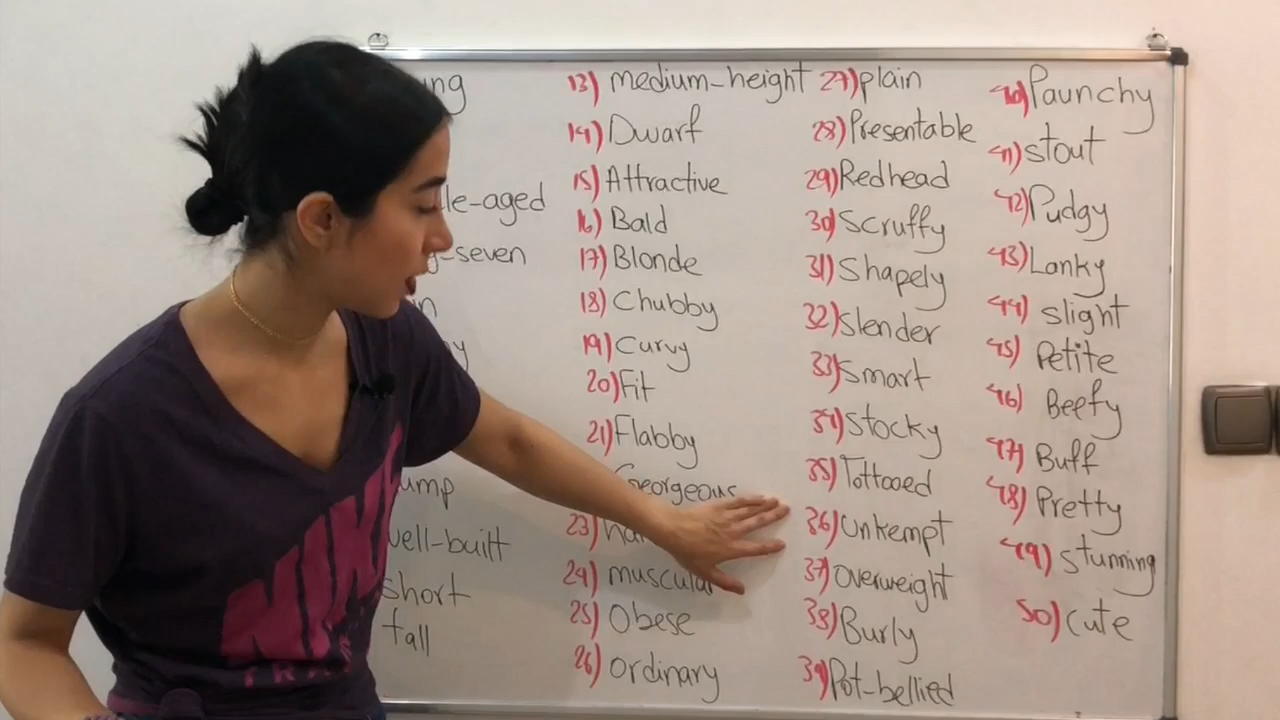 ng
le-aged
-seven
n
y
ump
well-built
short
tall
13) medium-height
14) Dwarf
15) Attractive
16) Bald
17) Blonde
18) Chubby
19) Curvy
20) Fit
21) Flabby
Georgeous
23) ha
24) muscular
25) Obese
26) ordinary
27) plain
28) Presentable
29) Redhead
30) Scruffy
31) Shapely
32) slender
33) Smart
34) Stocky
35) Tottooed
36) Unkempt
37) overweight
38) Burly
39) Pot-bellied
40) Paunchy
41) stout
42) Pudgy
43) Lanky
44) slight
45) Petite
46) Beefy
47) Buff
48) Pretty
49) stunning
50) cute